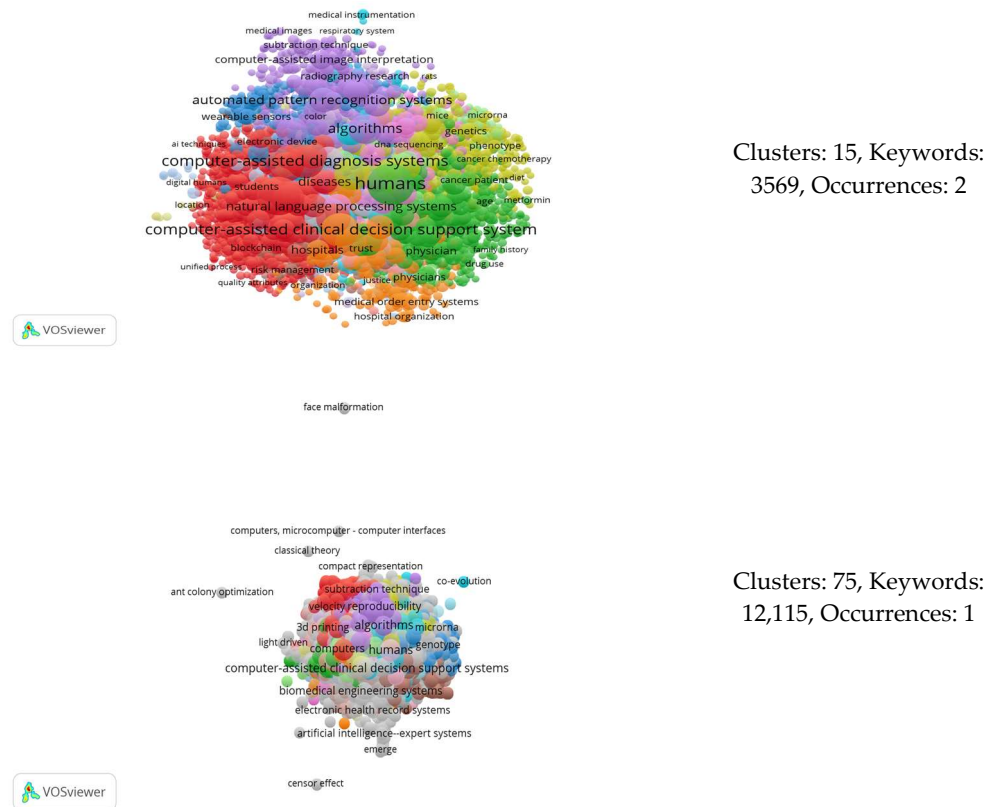 medical instrumentation
medical images respiratory system
subtraction technique
computer-assisted image interpretation
radiography research rats
automated pattern recognition systems
wearable sensors color mice microrna
algorithms genetics
ai techniques electronic device dna sequencing phenotype
computer-assisted diagnosis systems cancer chemotherapy
digital humans students diseases humans cancer patient diet
location natural language processing systems age metformin
computer-assisted clinical decision support system
blockchain hospitals trust physician family history
unified process risk management drug use
quality attributes organization justice physicians
medical order entry systems
hospital organization
VOSviewer
Clusters: 15, Keywords:
3569, Occurrences: 2
face malformation
computers, microcomputer - computer interfaces
classical theory
compact representation
ant colony optimization subtraction technique co-evolution
velocity reproducibility
3d printing algorithms microrna
light driven computers humans genotype
computer-assisted clinical decision support systems
biomedical engineering systems
electronic health record systems
artificial intelligence--expert systems
emerge
censor effect
VOSviewer
Clusters: 75, Keywords:
12,115, Occurrences: 1